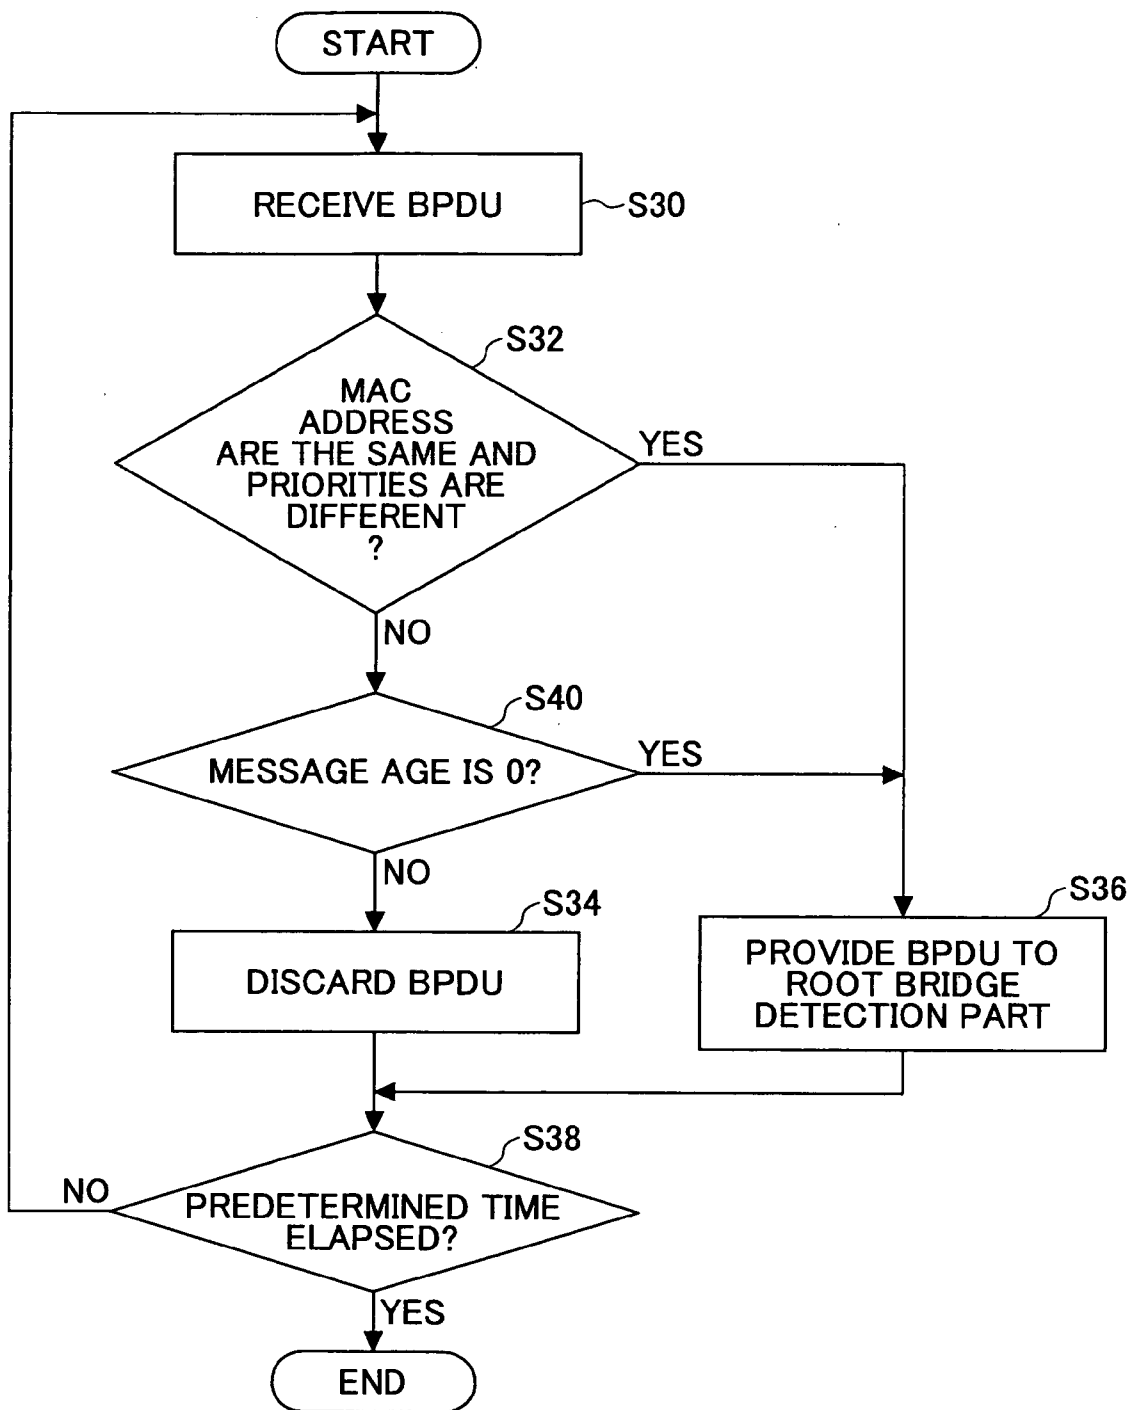 START
RECEIVE BPDU
S30
S32
MAC
ADDRESS
ARE THE SAME AND
PRIORITIES ARE
DIFFERENT
?
YES
NO
S40
MESSAGE AGE IS 0?
YES
NO
S34
DISCARD BPDU
S36
PROVIDE BPDU TO
ROOT BRIDGE
DETECTION PART
S38
NO
PREDETERMINED TIME
ELAPSED?
YES
END